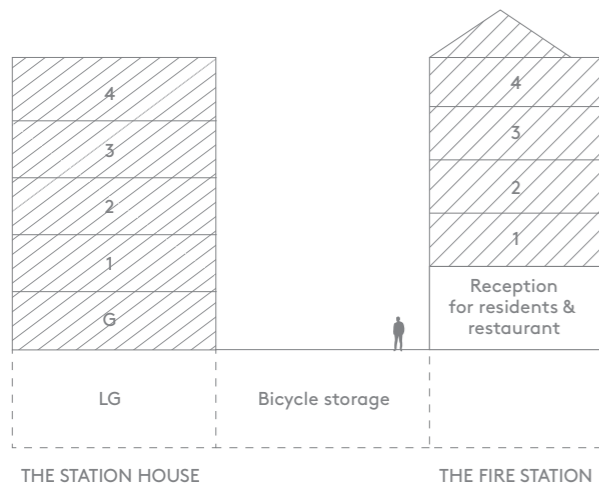 4
3
2
1
G
LG
Bicycle storage
4
3
2
1
Reception
for residents &
restaurant
THE STATION HOUSE
THE FIRE STATION